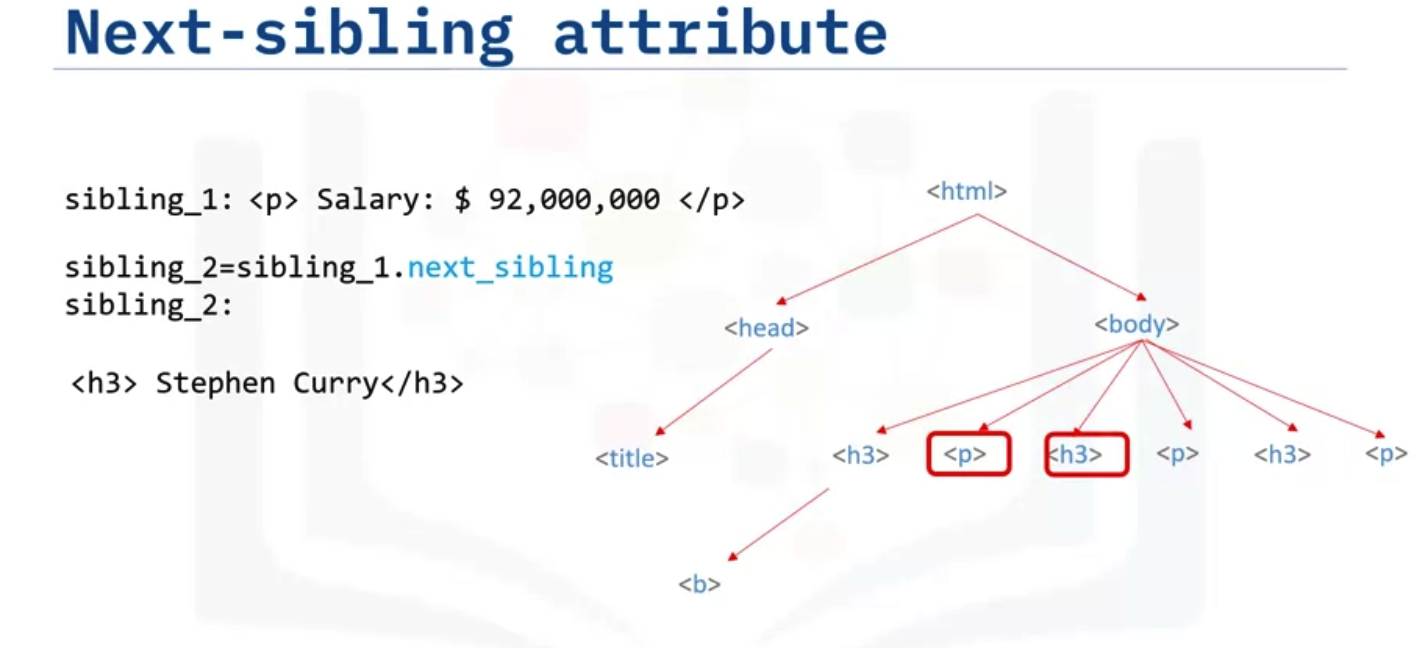 Next-sibling attribute
sibling_1: <p> Salary: $ 92,000,000 </p>
sibling_2=sibling_1.next_sibling
sibling_2:
<h3> Stephen Curry</h3>
<html>
<head>
<body>
<title>
<h3>
<p>
<h3>
<p>
<h3>
<p>
<b>